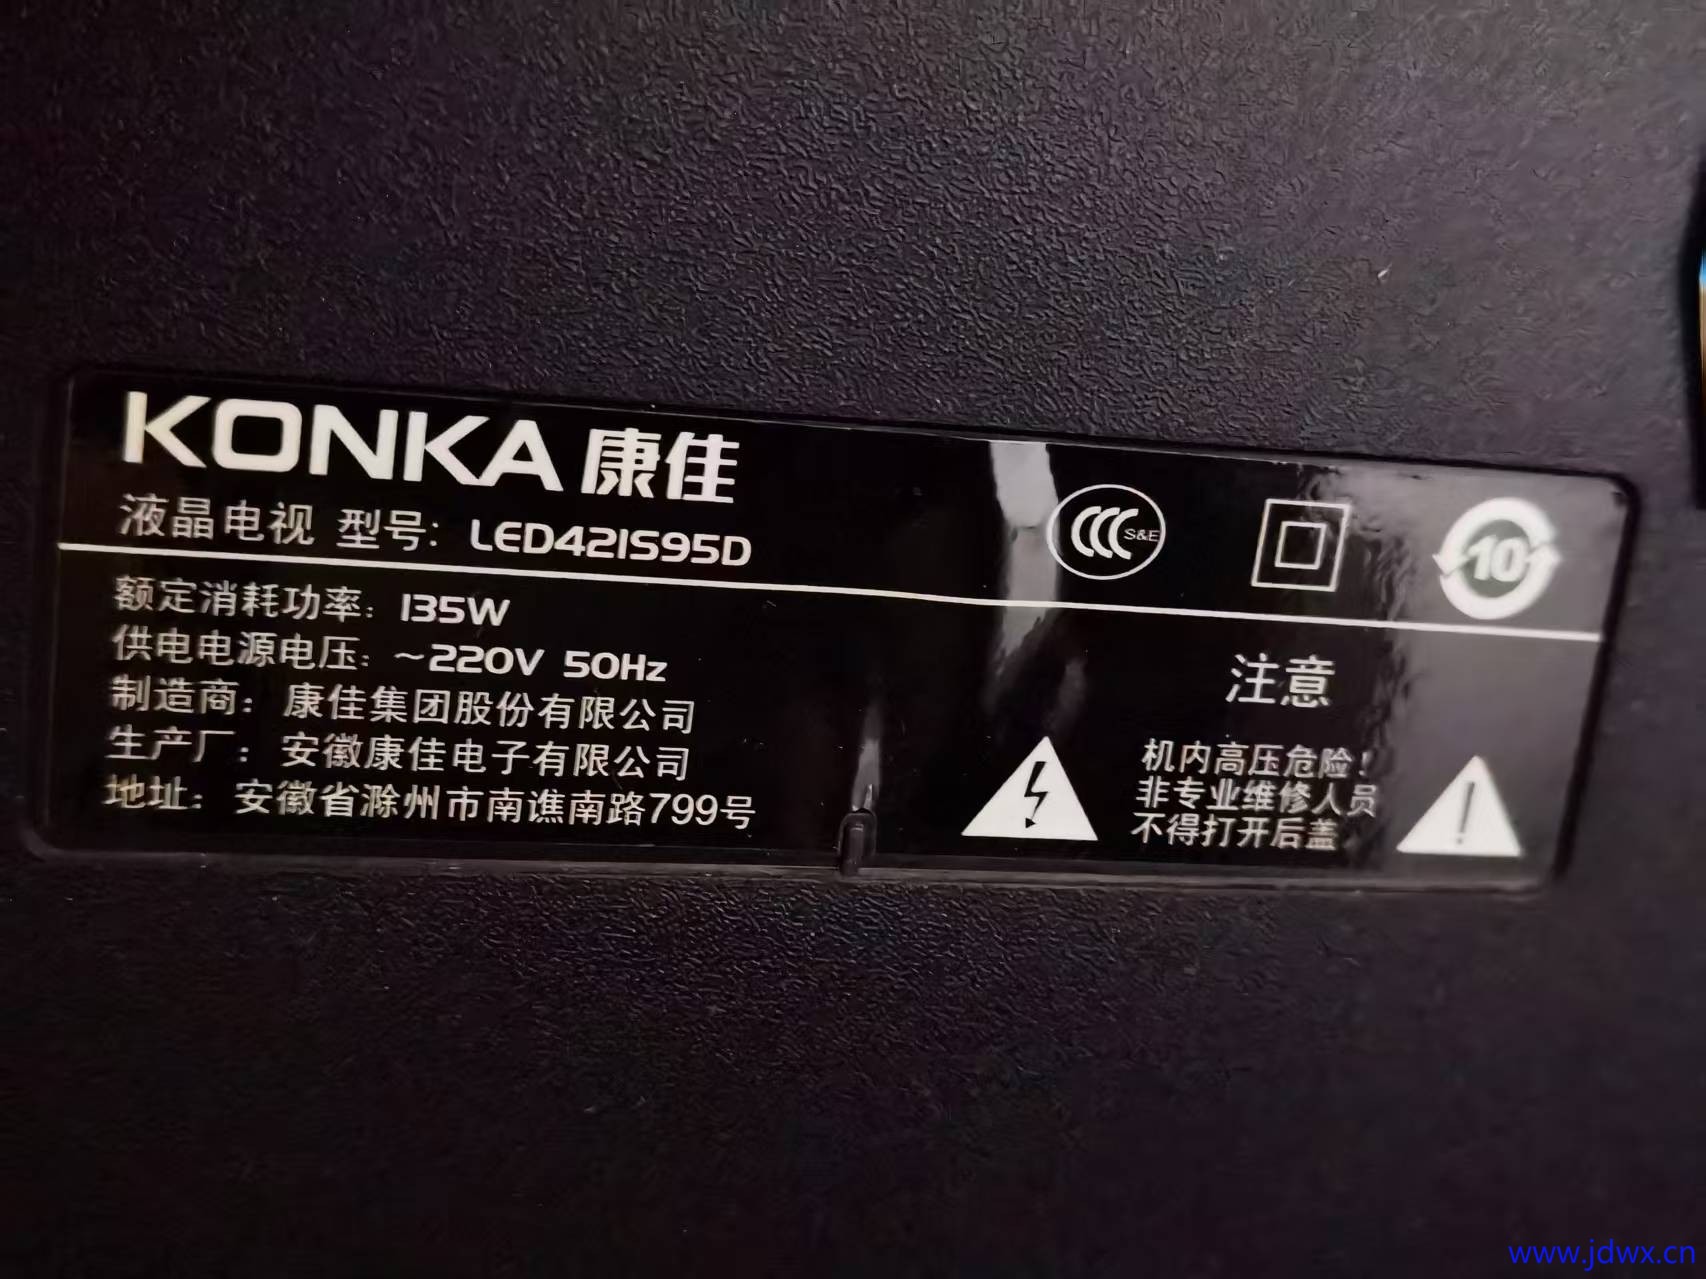 KONKA 康佳
液晶电视 型号: LED42IS95D
S&E
10
额定消耗功率: 135W
供电电源电压: ~220V 50Hz
制造商: 康佳集团股份有限公司
生产厂: 安徽康佳电子有限公司
地址: 安徽省滁州市南谯南路799号
注意
机内高压危险!
非专业维修人员
不得打开后盖
www.jdwx.cn